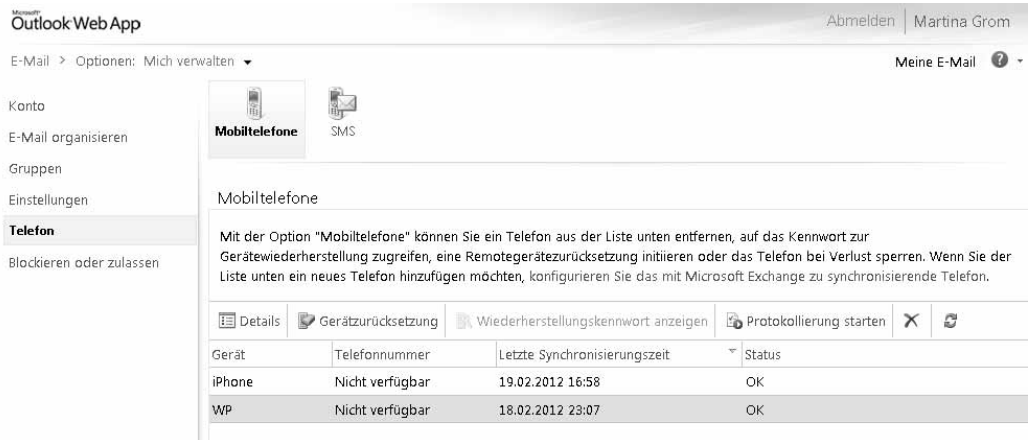 Microsoft®
Outlook Web App
Abmelden | Martina Grom
E-Mail > Optionen: Mich verwalten
Meine E-Mail
Konto
E-Mail organisieren
Gruppen
Einstellungen
Telefon
Blockieren oder zulassen
Mobiltelefone
SMS
Mobiltelefone
Mit der Option "Mobiltelefone" können Sie ein Telefon aus der Liste unten entfernen, auf das Kennwort zur
Gerätewiederherstellung zugreifen, eine Remotegerätezurücksetzung initiieren oder das Telefon bei Verlust sperren. Wenn Sie der
Liste unten ein neues Telefon hinzufügen möchten, konfigurieren Sie das mit Microsoft Exchange zu synchronisierende Telefon.
Details Gerätzurücksetzung Wiederherstellungskennwort anzeigen Protokollierung starten
Gerät Telefonnummer Letzte Synchronisierungszeit Status
iPhone Nicht verfügbar 19.02.2012 16:58 OK
WP Nicht verfügbar 18.02.2012 23:07 OK